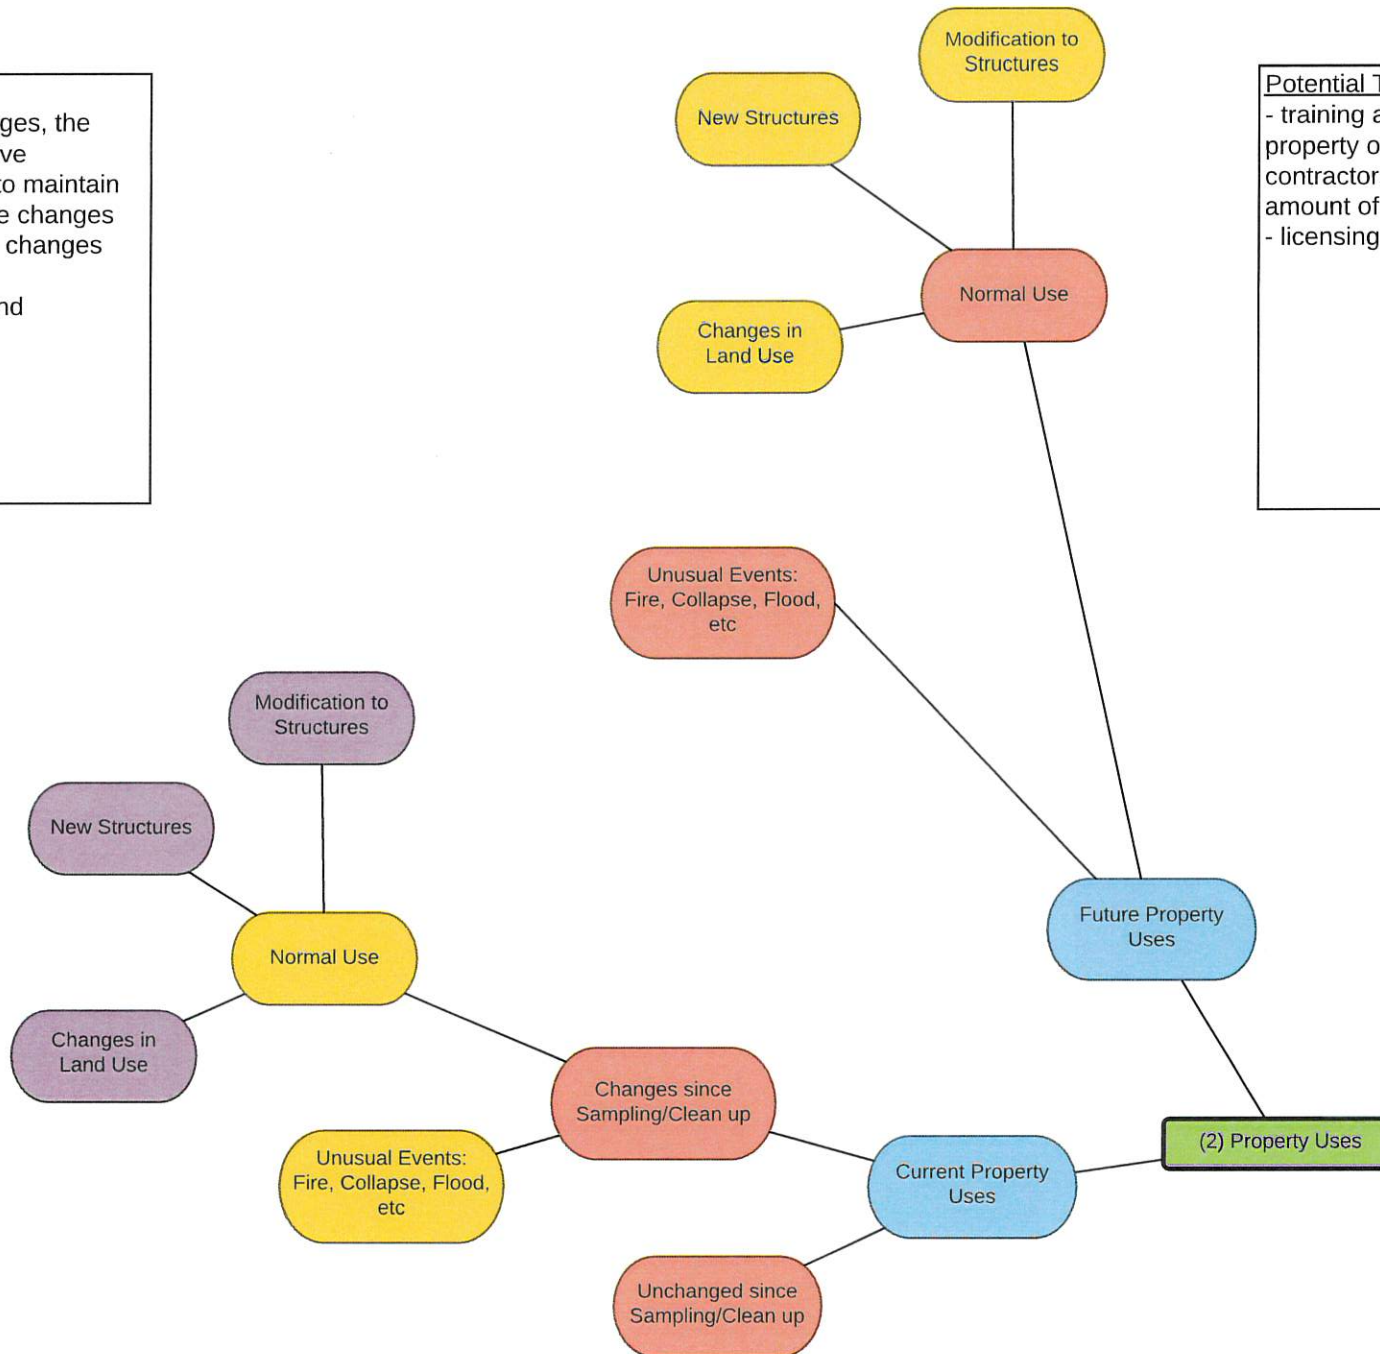 ges, the
ve
to maintain
e changes
changes
nd
Modification to
Structures
New Structures
Changes in
Land Use
Normal Use
Potential
- training
property
contractor
amount of
- licensing
Unusual Events:
Fire, Collapse, Flood,
etc
Modification to
Structures
New Structures
Normal Use
Changes in
Land Use
Future Property
Uses
Changes since
Sampling/Clean up
Unusual Events:
Fire, Collapse, Flood,
etc
Current Property
Uses
(2) Property Uses
Unchanged since
Sampling/Clean up